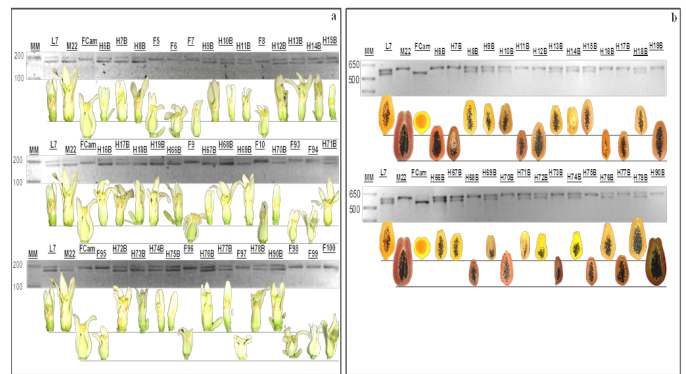 a
L7 FCam H7B F5 F7 H10B F8 H13B H15B
MM M22 H6B H8B F6 H9B H11B H12B H14B
200
100
L7 FCam H17B H19B F9 H68B F10 F93 H71B
MM M22 H16B H18B H66B H67B H69B H70B F94
200
100
L7 FCam H72B H74B F96 H77B H78B F98 F100
MM M22 F95 H73B H75B H76B F97 H90B F99
200
100
b
L7 FCam H7B H9B H11B H13B H15B H17B H19B
MM M22 H6B H8B H10B H12B H14B H16B H18B
650
500
L7 FCam H67B H69B H71B H73B H75B H77B H90B
MM M22 H66B H68B H70B H72B H74B H76B H78B
650
500